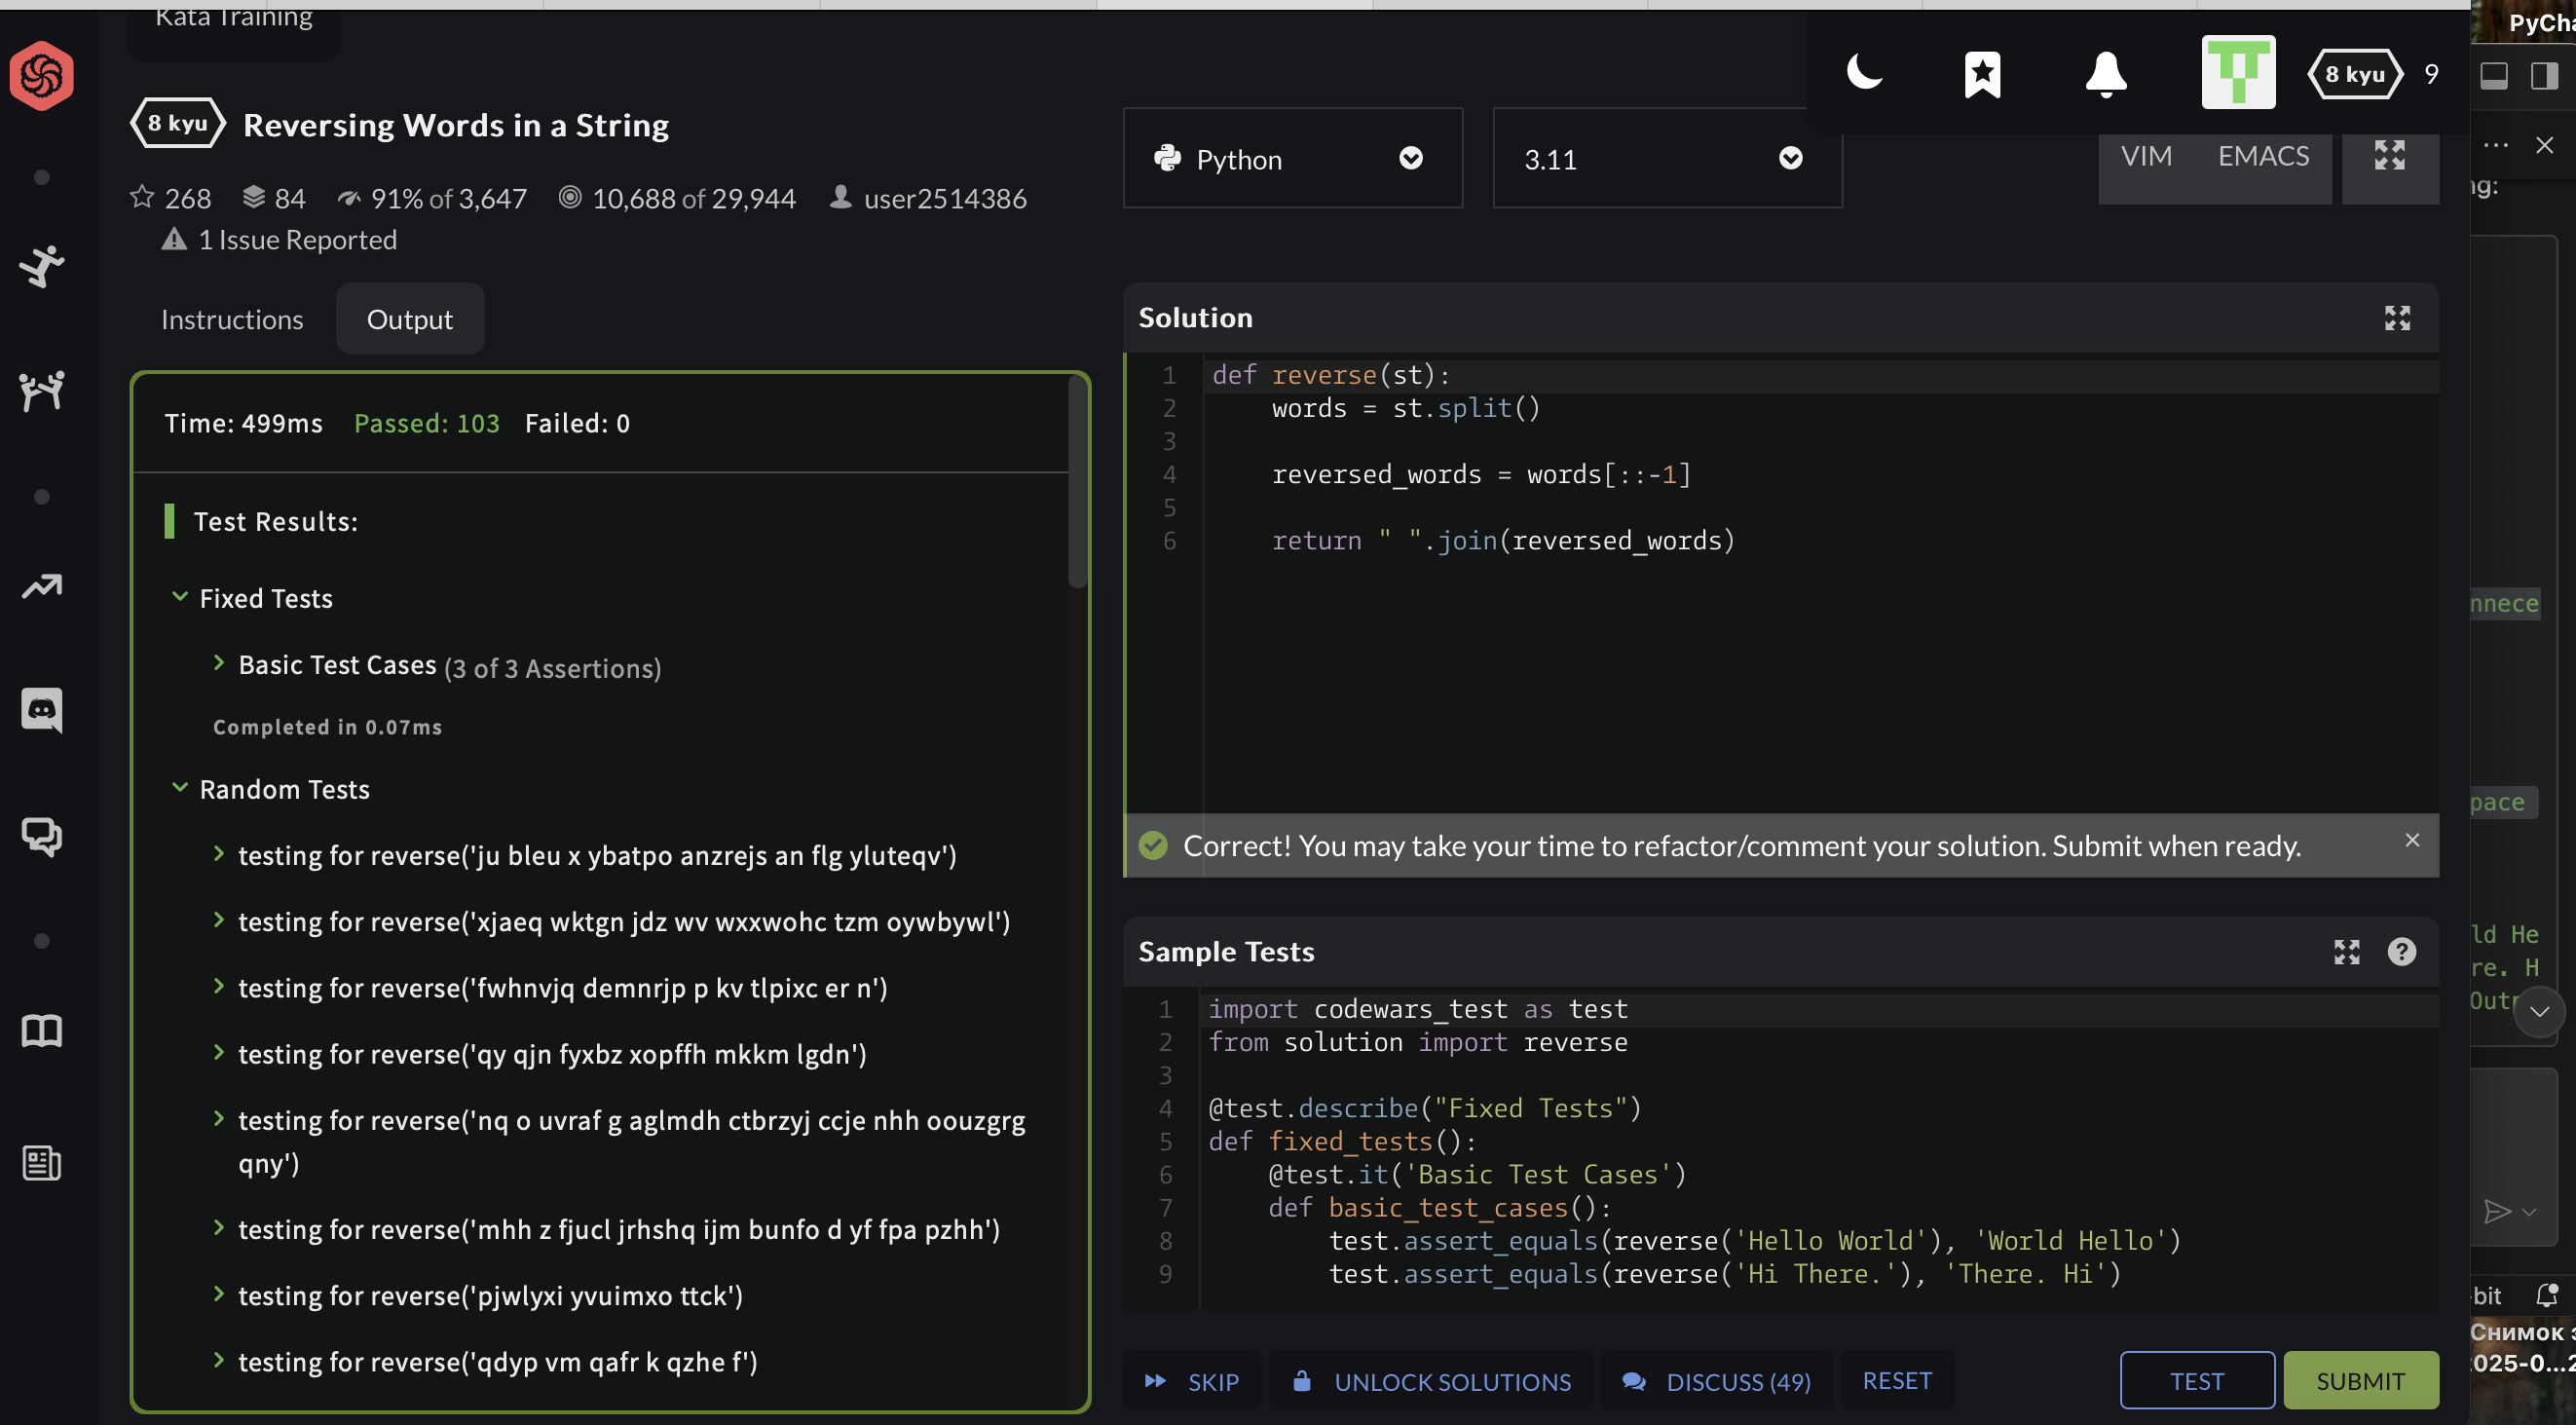 Kata Training
PyCha
8 kyu Reversing Words in a String
8 kyu 9
268 84 91% of 3,647 10,688 of 29,944 user2514386
1 Issue Reported
Python
3.11
VIM EMACS
Instructions Output
Time: 499ms Passed: 103 Failed: 0
Test Results:
Fixed Tests
Basic Test Cases (3 of 3 Assertions)
Completed in 0.07ms
Random Tests
testing for reverse('ju bleu x ybatpo anzrejs an flg yluteqv')
testing for reverse('xjaeq wktgn jdz wv wxxwohc tzm oywbywl')
testing for reverse('fwhnvjq demnrjp p kv tlpixc er n')
testing for reverse('qy qjn fyxbz xopffh mkkm lgdn')
testing for reverse('nq o uvraf g aglmdh ctbrzyj ccje nhh oouzgrg
qny')
testing for reverse('mhh z fjucl jrhshq ijm bunfo d yf fpa pzhh')
testing for reverse('pjwlyxi yvuimxo ttck')
testing for reverse('qdyp vm qafr k qzhe f')
Solution
1 def reverse(st):
2 words = st.split()
3
4 reversed_words = words[::-1]
5
6 return " ".join(reversed_words)
Correct! You may take your time to refactor/comment your solution. Submit when ready.
Sample Tests
1 import codewars_test as test
2 from solution import reverse
3
4 @test.describe("Fixed Tests")
5 def fixed_tests():
6 @test.it('Basic Test Cases')
7 def basic_test_cases():
8 test.assert_equals(reverse('Hello World'), 'World Hello')
9 test.assert_equals(reverse('Hi There.'), 'There. Hi')
SKIP UNLOCK SOLUTIONS DISCUSS (49) RESET TEST SUBMIT
ng:
nnece
pace
ld He
re. H
Out
-bit
Снимок э
2025-0...2